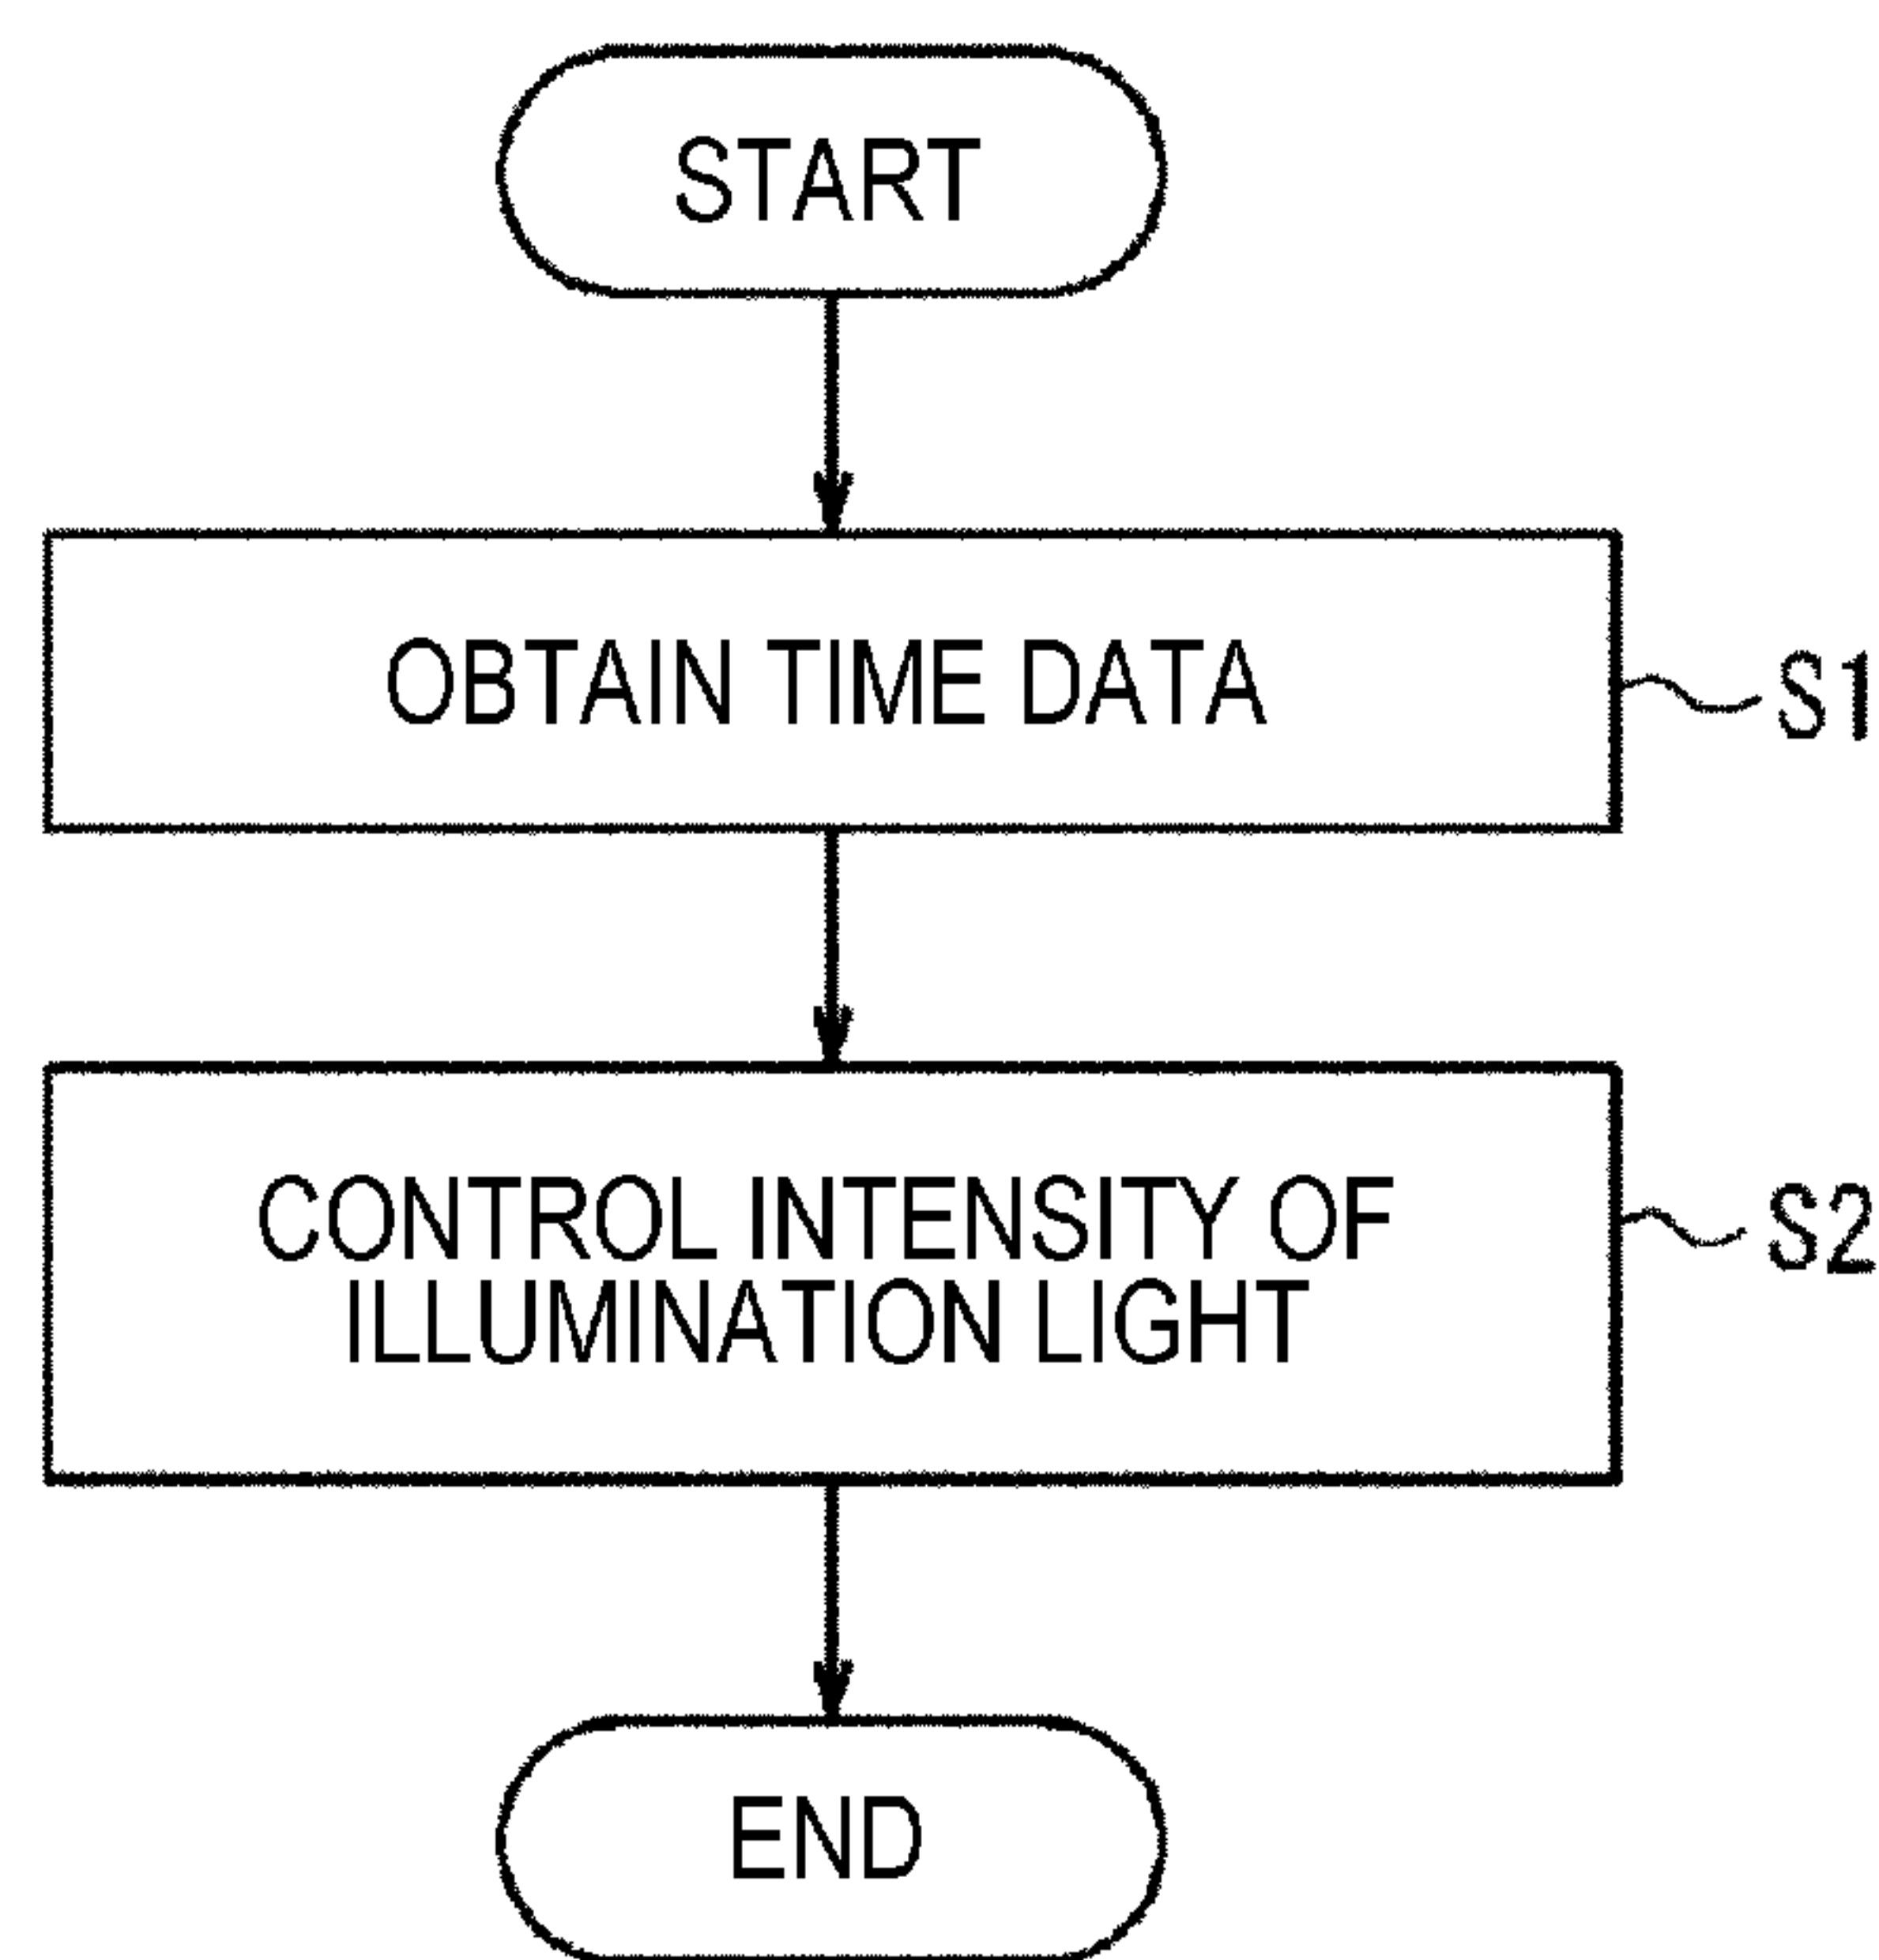 START
OBTAIN TIME DATA
S1
CONTROL INTENSITY OF
ILLUMINATION LIGHT
S2
END